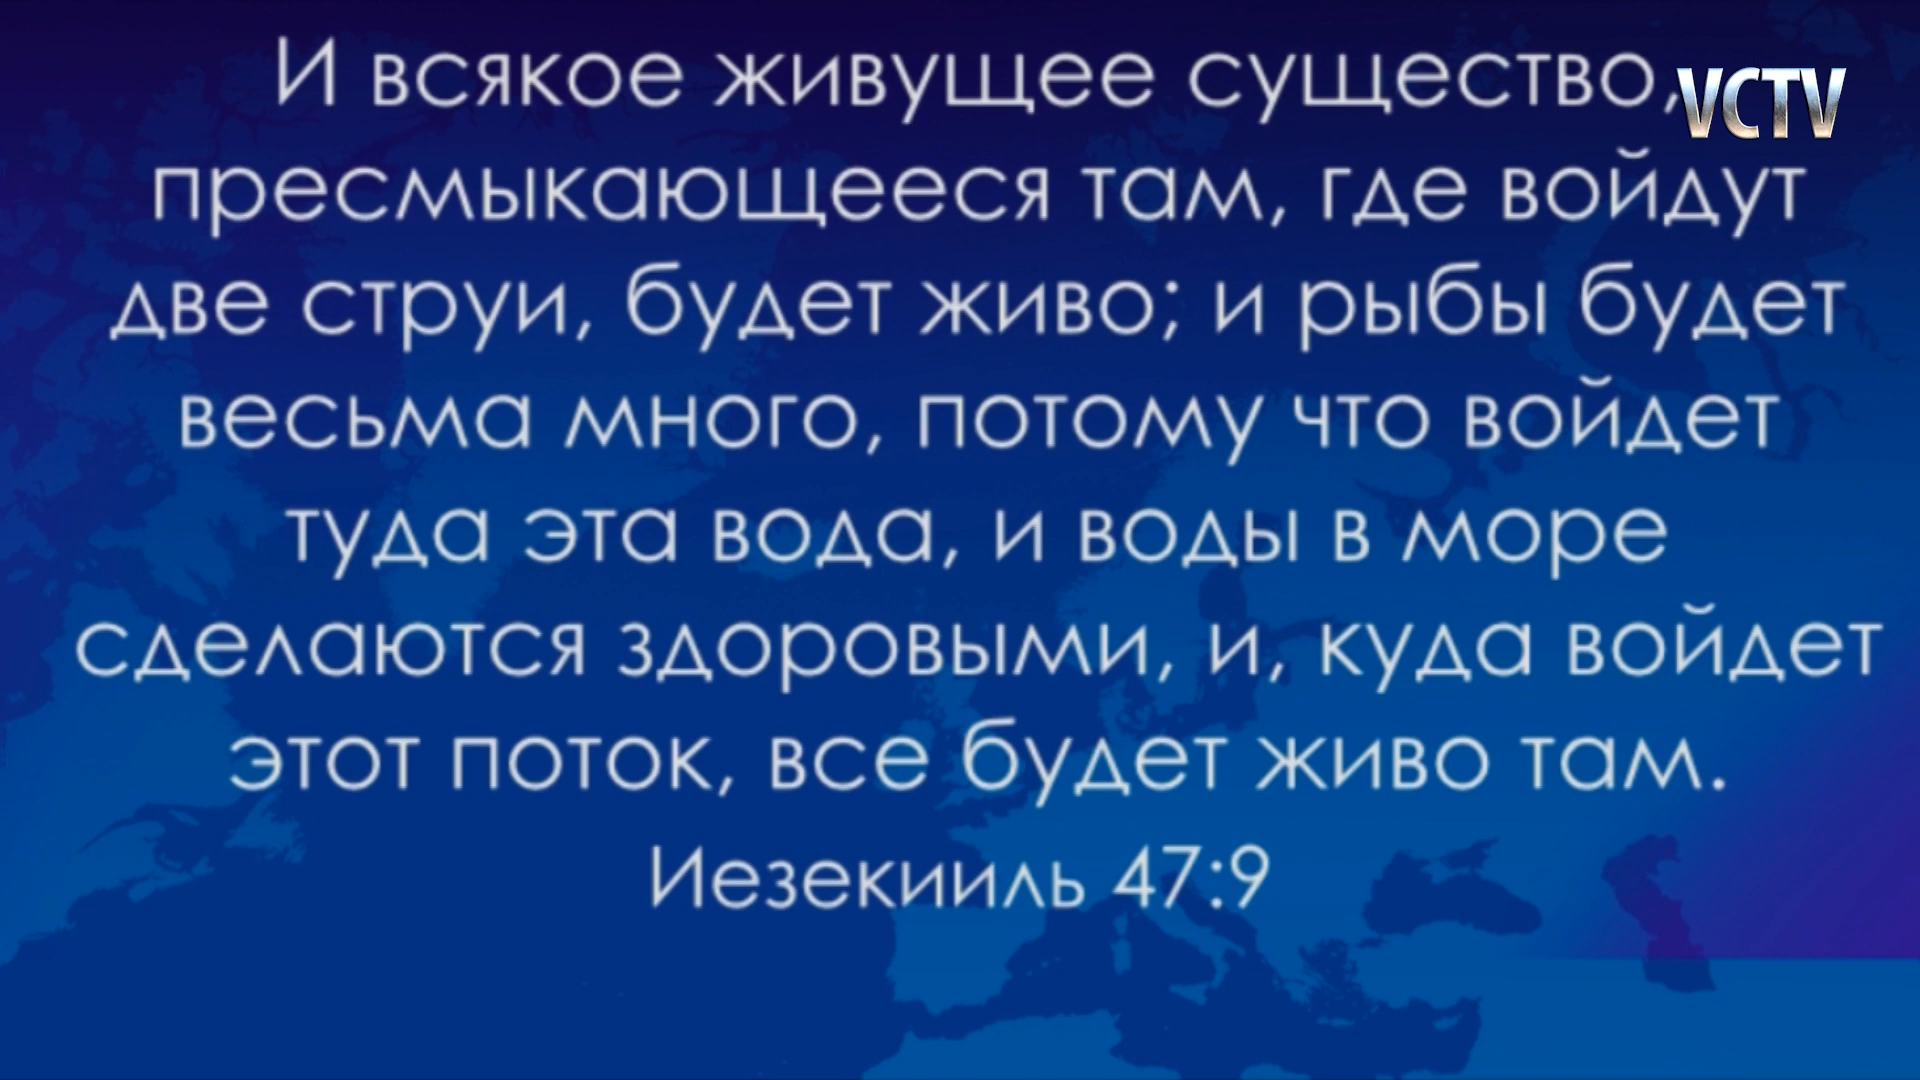 И всякое живущее существо,
VCTV
пресмыкающееся там, где войдут
две струи, будет живо; и рыбы будет
весьма много, потому что войдет
туда эта вода, и воды в море
сделаются здоровыми, и, куда войдет
этот поток, все будет живо там.
Иезекииль 47:9